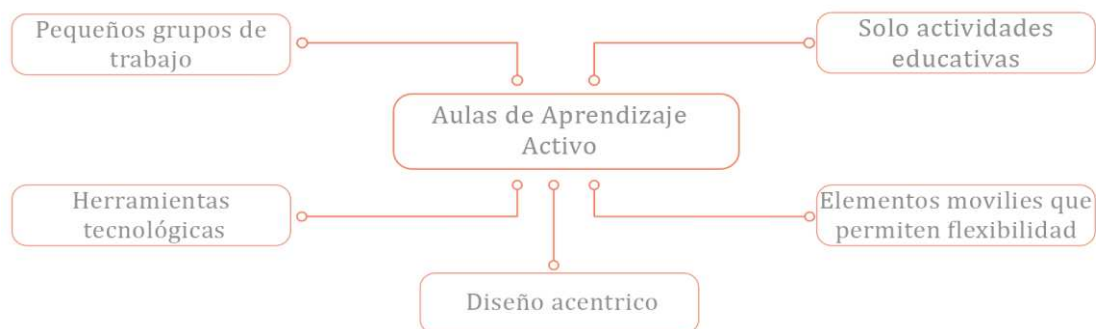 Pequeños grupos de
trabajo
Solo actividades
educativas
Aulas de Aprendizaje
Activo
Herramientas
tecnológicas
Elementos movilies que
permiten flexibilidad
Diseño acentrico